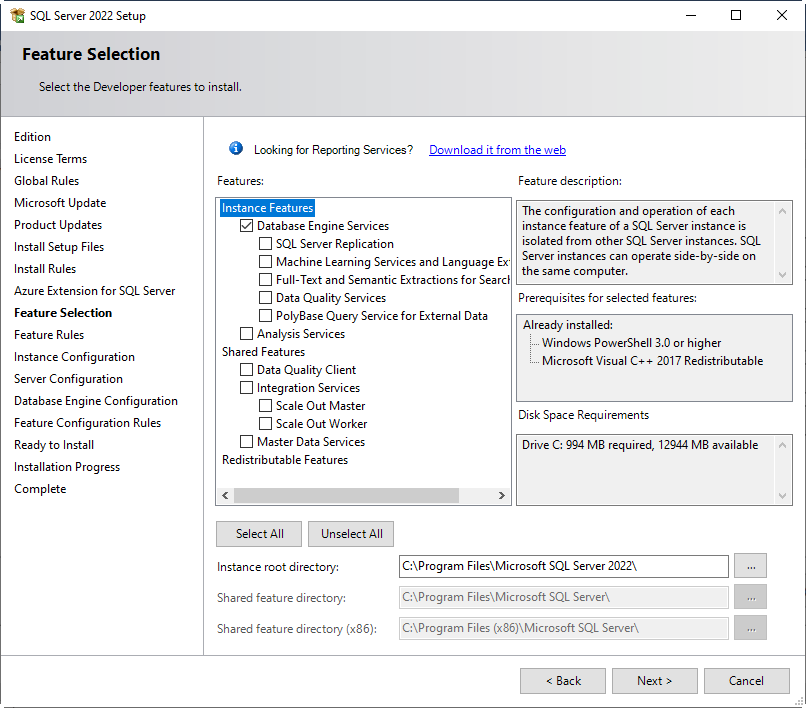 SQL Server 2022 Setup
Feature Selection
Select the Developer features to install.
Edition
License Terms
Global Rules
Microsoft Update
Product Updates
Install Setup Files
Install Rules
Azure Extension for SQL Server
Feature Selection
Feature Rules
Instance Configuration
Server Configuration
Database Engine Configuration
Feature Configuration Rules
Ready to Install
Installation Progress
Complete
Looking for Reporting Services? Download it from the web
Features:
Instance Features
Database Engine Services
SQL Server Replication
Machine Learning Services and Language Ex
Full-Text and Semantic Extractions for Search
Data Quality Services
PolyBase Query Service for External Data
Analysis Services
Shared Features
Data Quality Client
Integration Services
Scale Out Master
Scale Out Worker
Master Data Services
Redistributable Features
Feature description:
The configuration and operation of each
instance feature of a SQL Server instance is
isolated from other SQL Server instances. SQL
Server instances can operate side-by-side on
the same computer.
Prerequisites for selected features:
Already installed:
Windows PowerShell 3.0 or higher
Microsoft Visual C++ 2017 Redistributable
Disk Space Requirements
Drive C: 994 MB required, 12944 MB available
Select All
Unselect All
Instance root directory: C:\Program Files\Microsoft SQL Server 2022\ ...
Shared feature directory: C:\Program Files\Microsoft SQL Server\ ...
Shared feature directory (x86): C:\Program Files (x86)\Microsoft SQL Server\ ...
< Back
Next >
Cancel